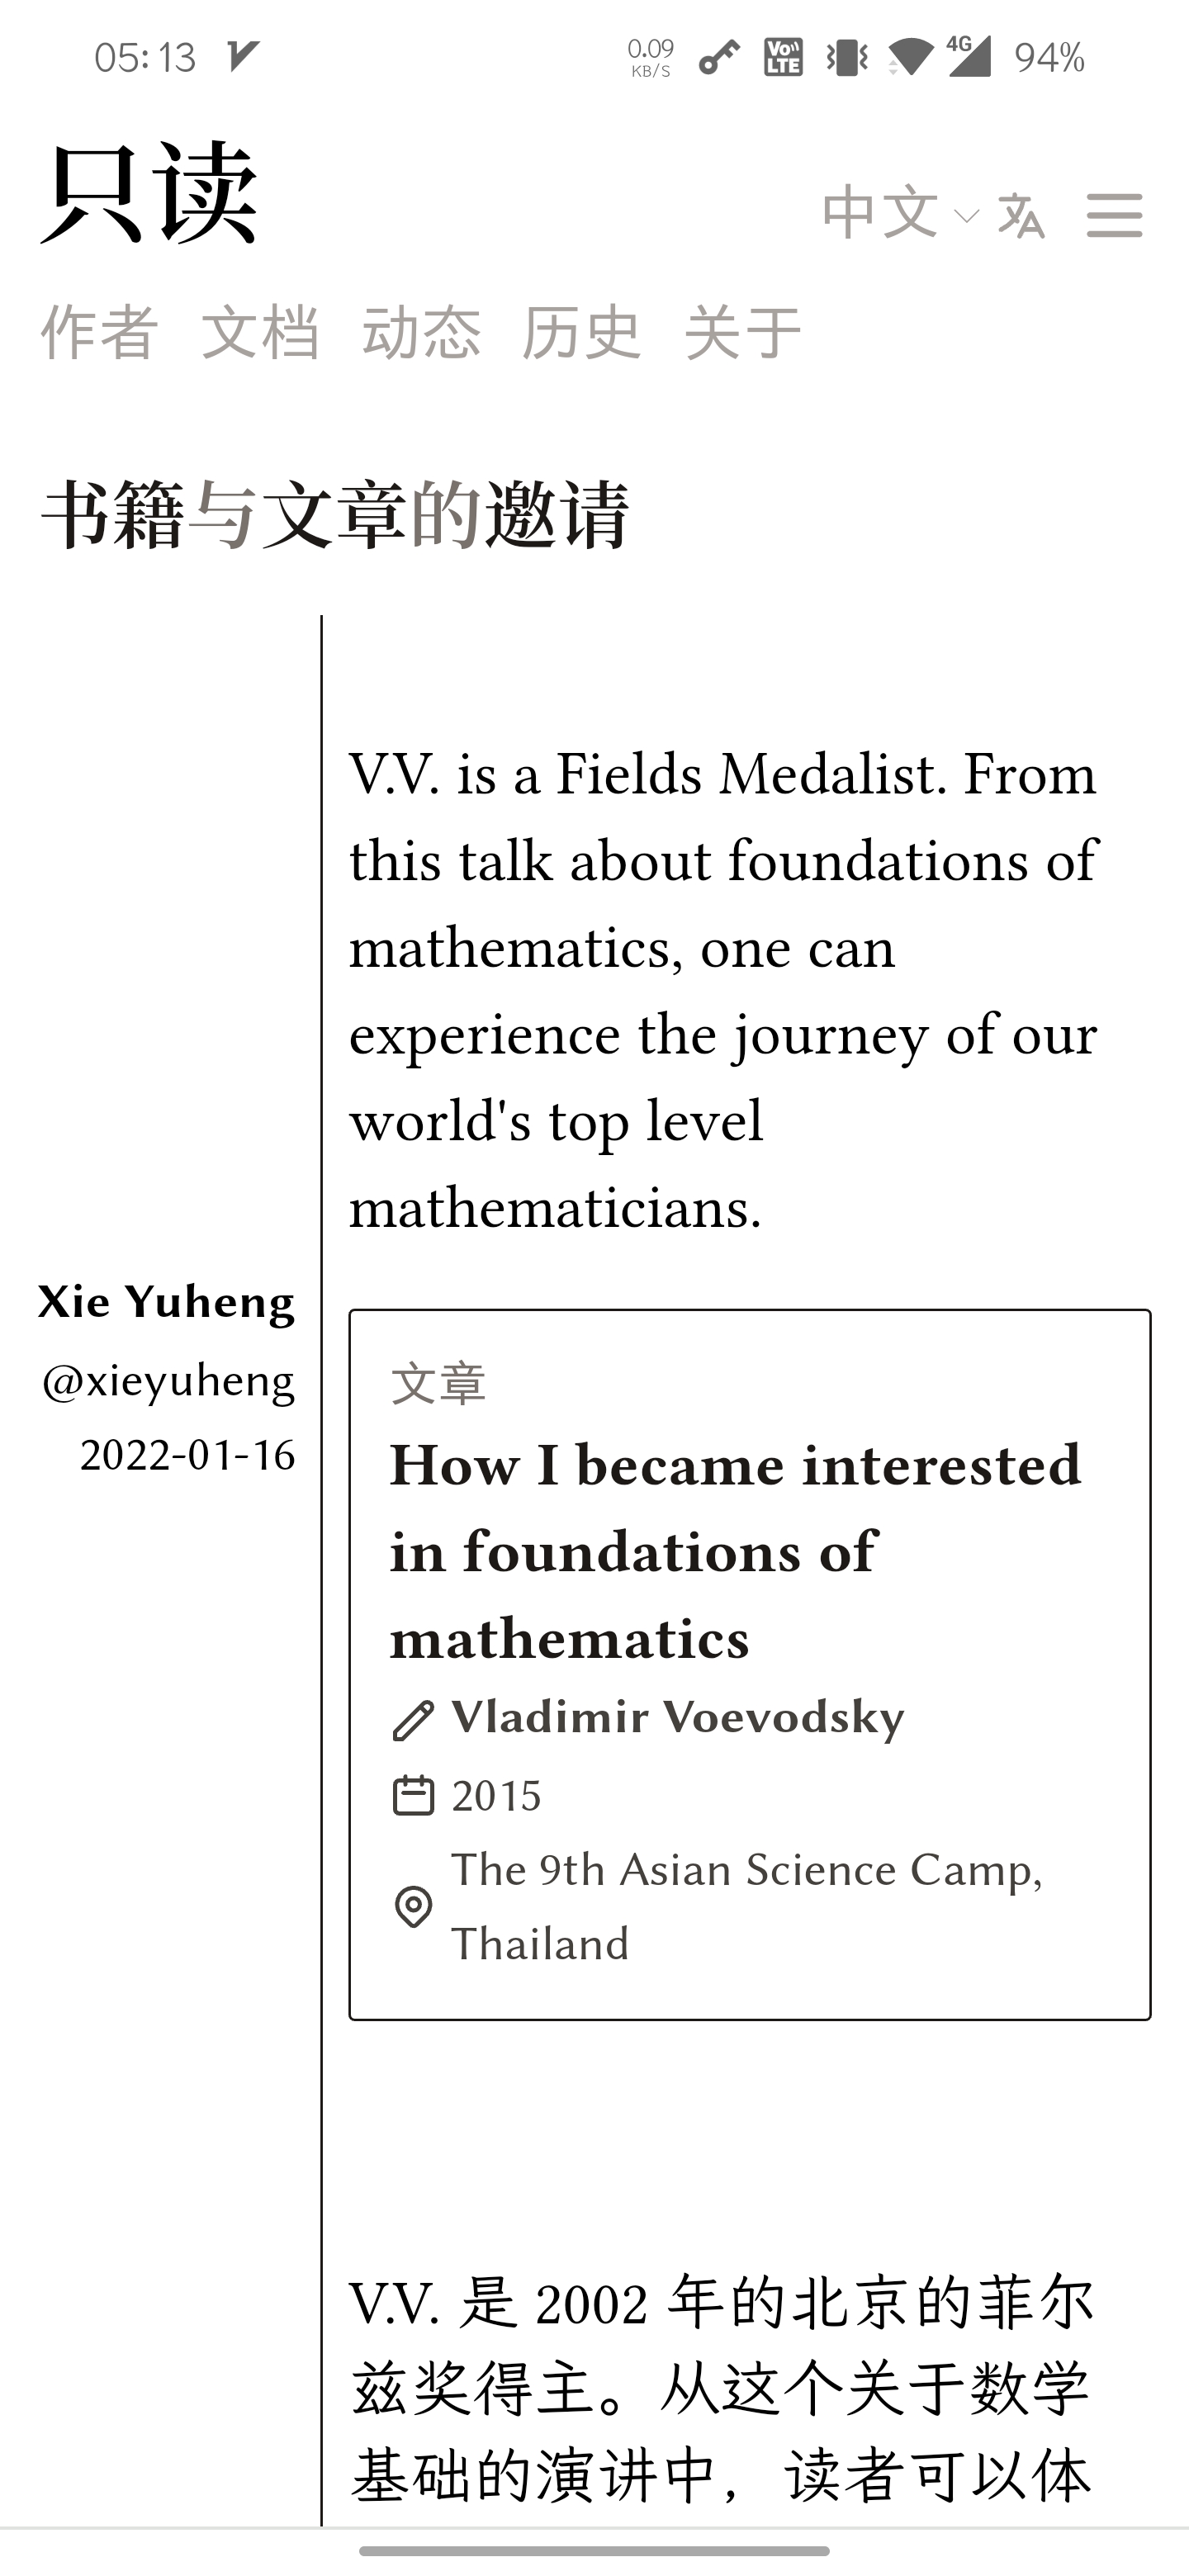 05:13
0.09
KB/S
Vo LTE
4G
94%
只读
中文
作者 文档 动态 历史 关于
书籍与文章的邀请
V.V. is a Fields Medalist. From
this talk about foundations of
mathematics, one can
experience the journey of our
world's top level
mathematicians.
Xie Yuheng
@xieyuheng
2022-01-16
文章
How I became interested
in foundations of
mathematics
Vladimir Voevodsky
2015
The 9th Asian Science Camp,
Thailand
V.V. 是 2002 年的北京的菲尔
兹奖得主。从这个关于数学
基础的演讲中，读者可以体